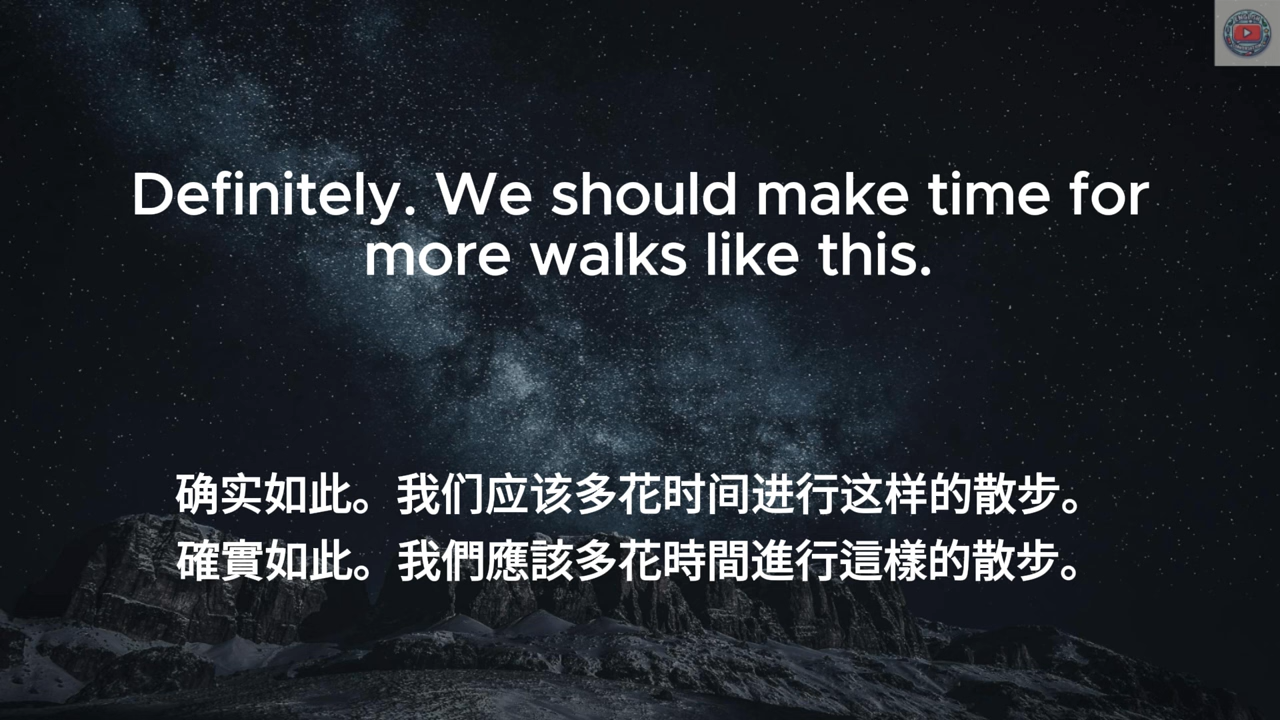 Definitely. We should make time for
more walks like this.
确实如此。我们应该多花时间进行这样的散步。
確實如此。我們應該多花時間進行這樣的散步。